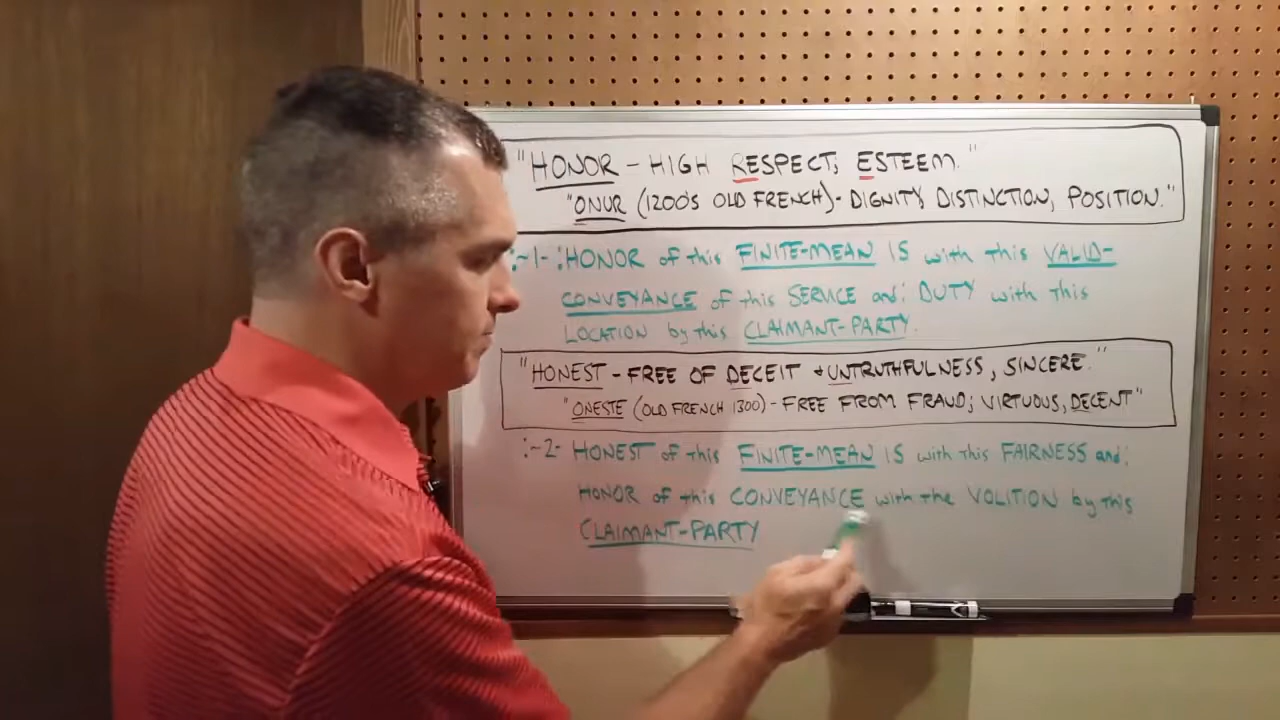 "HONOR - HIGH RESPECT; ESTEEM."
"ONUR (1200'S OLD FRENCH) - DIGNITY, DISTINCTION, POSITION."
:~1- :HONOR of this FINITE-MEAN IS with this VALID-
CONVEYANCE of this SERVICE and: DUTY with this
LOCATION by this CLAIMANT-PARTY.
"HONEST - FREE OF DECEIT + UNTRUTHFULNESS, SINCERE."
"ONESTE (OLD FRENCH 1300) - FREE FROM FRAUD; VIRTUOUS, DECENT"
:~2- HONEST of this FINITE-MEAN IS with this FAIRNESS and:
HONOR of this CONVEYANCE with the VOLITION by this
CLAIMANT-PARTY